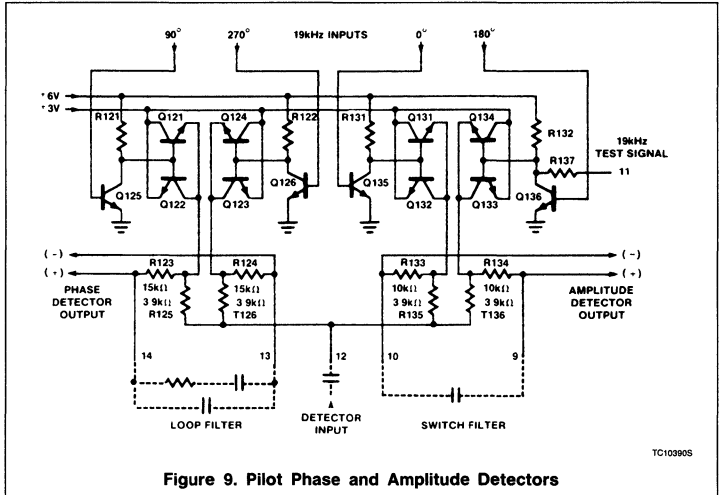 90° 270° 19kHz INPUTS 0° 180°
+6V
+3V
R121 Q121 Q124 R122 R131 Q131 Q134 R132
19kHz
TEST SIGNAL
R137
11
Q125 Q122 Q123 Q126 Q135 Q132 Q133 Q136
(-) (-)
(+) R123 R124 R133 R134 (+)
PHASE
DETECTOR
OUTPUT
15kΩ 15kΩ 10kΩ 10kΩ
3 9kΩ 3 9kΩ 3 9kΩ 3 9kΩ
R125 T126 R135 T136
AMPLITUDE
DETECTOR
OUTPUT
14 13 12 10 9
LOOP FILTER
DETECTOR
INPUT
SWITCH FILTER
TC10390S
Figure 9. Pilot Phase and Amplitude Detectors